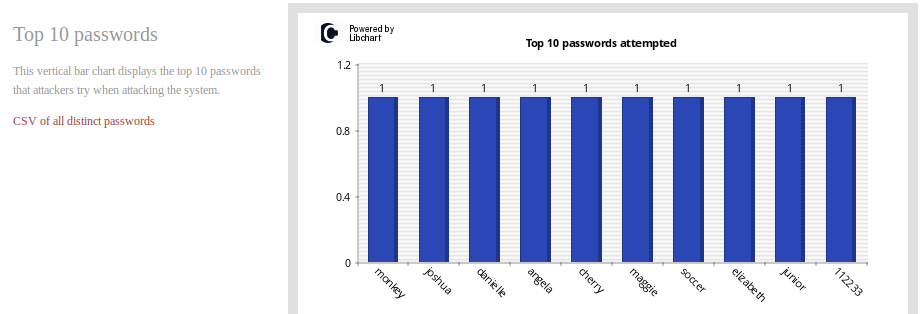 Top 10 passwords
This vertical bar chart displays the top 10 passwords
that attackers try when attacking the system.
CSV of all distinct passwords
Powered by
Libchart
Top 10 passwords attempted
1.2
0.8
0.4
0
1 1 1 1 1 1 1 1 1 1
monkey joshua danielle angela cherry maggie soccer elizabeth junior 112233